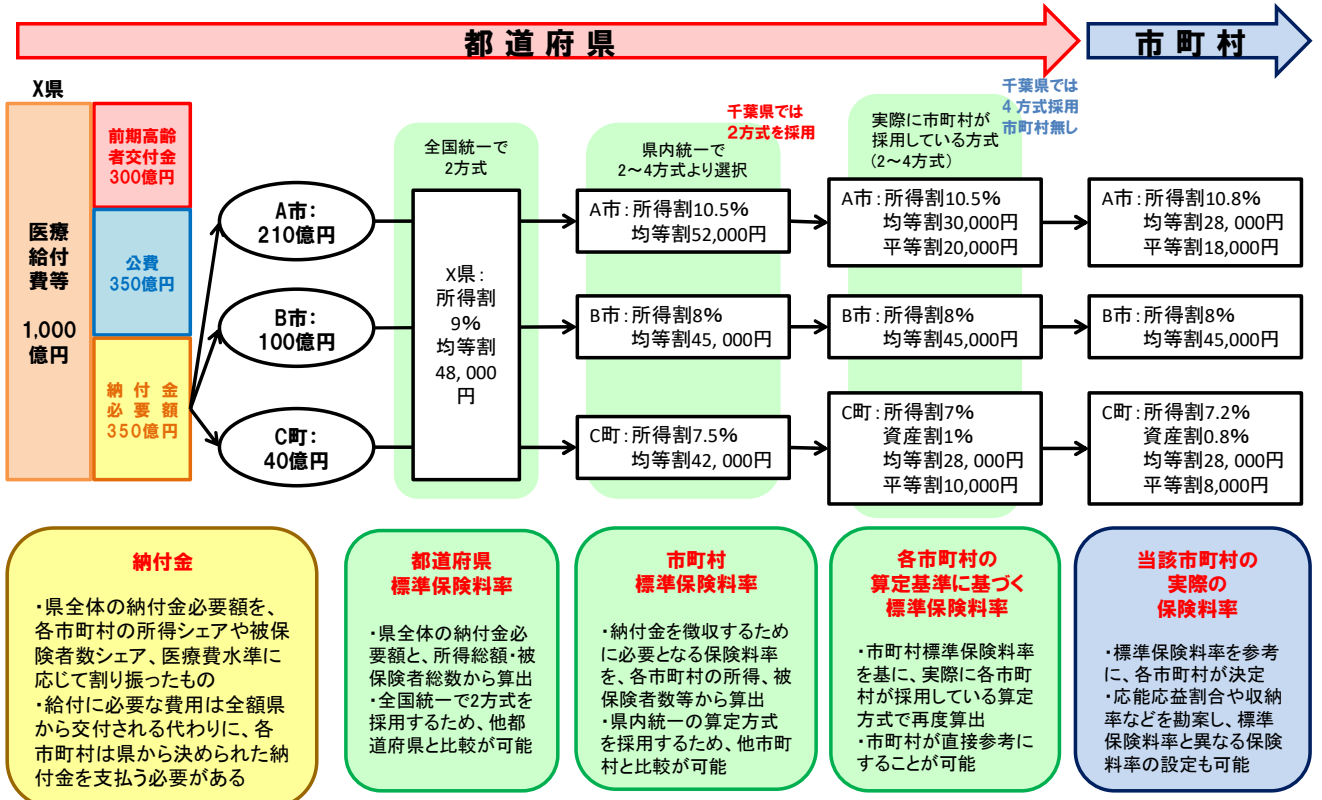 都道府県
市町村
X県
医療
給付
費等
1,000
億円
前期高齢
者交付金
300億円
公費
350億円
納付金
必要額
350億円
A市:
210億円
B市:
100億円
C町:
40億円
全国統一で
2方式
X県:
所得割
9%
均等割
48,000
円
千葉県では
2方式を採用
県内統一で
2～4方式より選択
A市:所得割10.5%
均等割52,000円
B市:所得割8%
均等割45,000円
C町:所得割7.5%
均等割42,000円
千葉県では
4方式採用
市町村無し
実際に市町村が
採用している方式
(2～4方式)
A市:所得割10.5%
均等割30,000円
平等割20,000円
B市:所得割8%
均等割45,000円
C町:所得割7%
資産割1%
均等割28,000円
平等割10,000円
A市:所得割10.8%
均等割28,000円
平等割18,000円
B市:所得割8%
均等割45,000円
C町:所得割7.2%
資産割0.8%
均等割28,000円
平等割8,000円
納付金
・県全体の納付金必要額を、
各市町村の所得シェアや被保
険者数シェア、医療費水準に
応じて割り振ったもの
・給付に必要な費用は全額県
から交付される代わりに、各
市町村は県から決められた納
付金を支払う必要がある
都道府県
標準保険料率
・県全体の納付金必
要額と、所得総額・被
保険者総数から算出
・全国統一で2方式を
採用するため、他都
道府県と比較が可能
市町村
標準保険料率
・納付金を徴収するため
に必要となる保険料率
を、各市町村の所得、被
保険者数等から算出
・県内統一の算定方式
を採用するため、他市町
村と比較が可能
各市町村の
算定基準に基づく
標準保険料率
・市町村標準保険料率
を基に、実際に各市町
村が採用している算定
方式で再度算出
・市町村が直接参考に
することが可能
当該市町村の
実際の
保険料率
・標準保険料率を参考
に、各市町村が決定
・応能応益割合や収納
率などを勘案し、標準
保険料率と異なる保険
料率の設定も可能